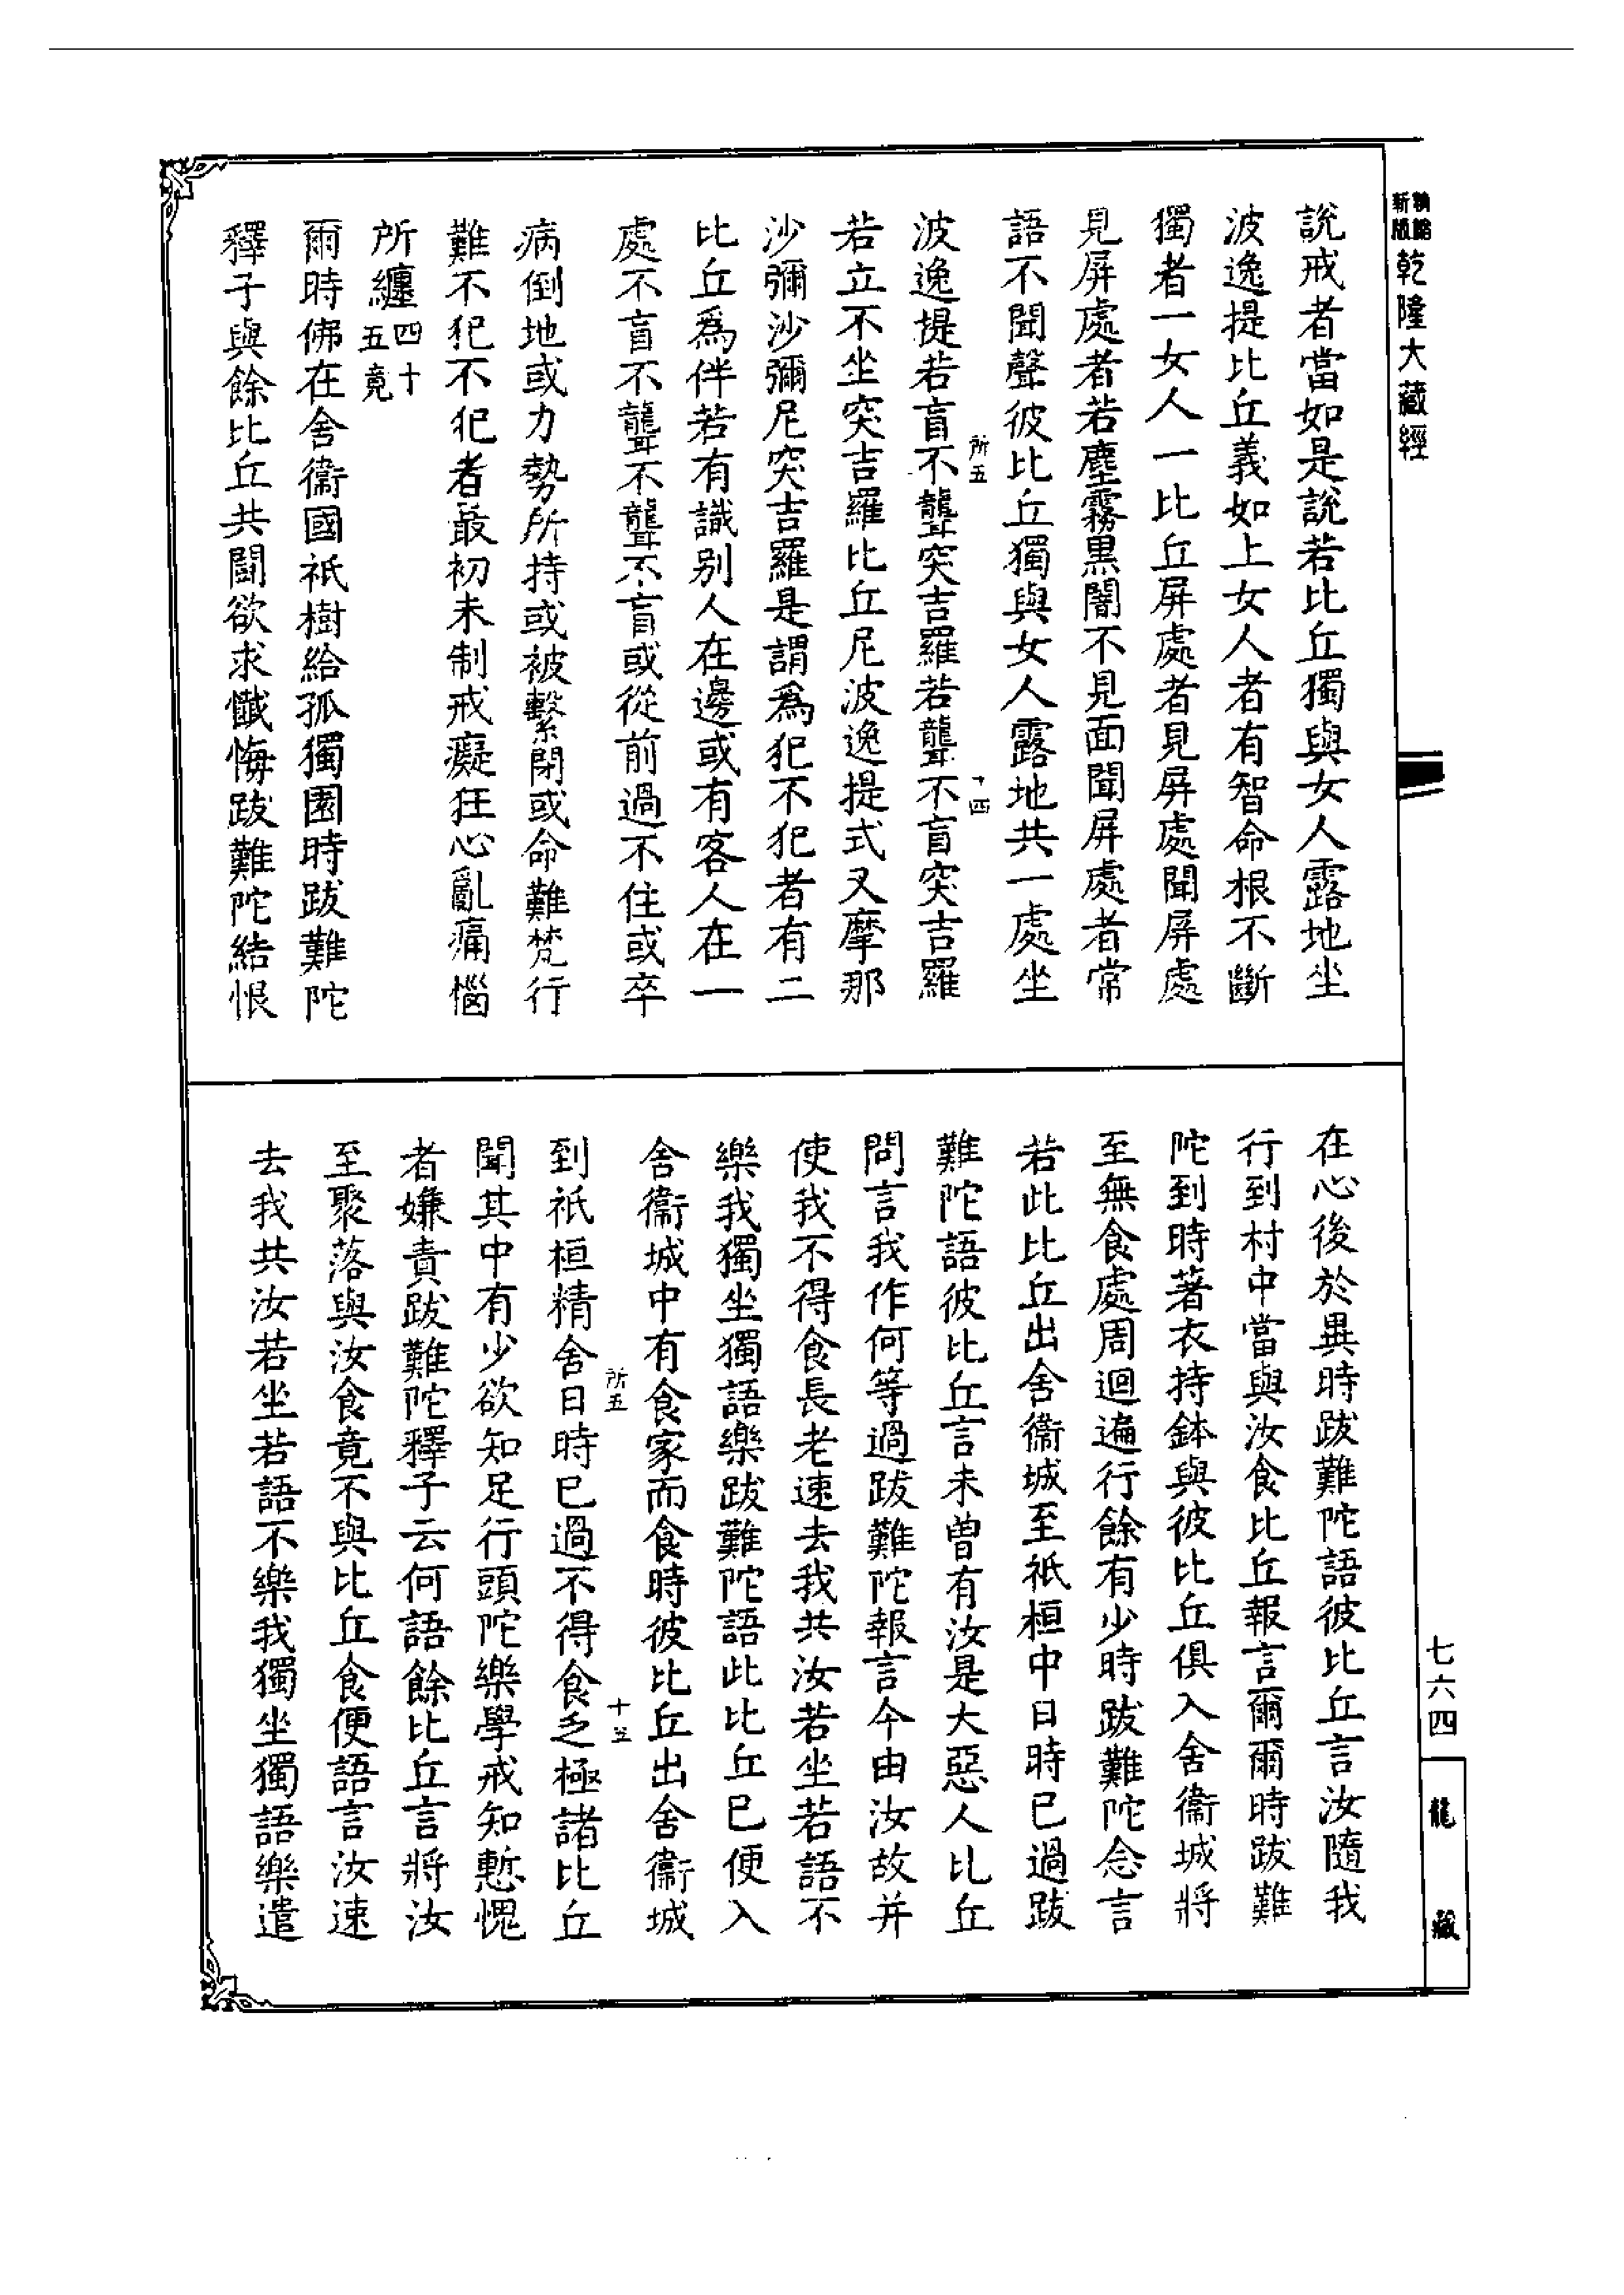 新編縮版 乾隆大藏經
說戒者當如是說若比丘獨與女人露地坐
波逸提比丘義如上女人者有智命根不斷
獨者一女人一比丘屏處者見屏處聞屏處
見屏處者若塵霧黑闇不見面聞屏處者常
語不聞聲彼比丘獨與女人露地共一處坐
所五 十四
波逸提若盲不聾突吉羅若聾不盲突吉羅
若立不坐突吉羅比丘尼波逸提式叉摩那
沙彌沙彌尼突吉羅是謂爲犯不犯者有二
比丘爲伴若有識別人在邊或有客人在一
處不盲不聾不聾不盲或從前過不住或卒
病倒地或力勢所持或被繫閉或命難梵行
難不犯不犯者最初未制戒癡狂心亂痛惱
所纏四十五竟
爾時佛在舍衞國祇樹給孤獨園時跋難陀
釋子與餘比丘共鬪欲求懺悔跋難陀結恨
在心後於異時跋難陀語彼比丘言汝隨我
行到村中當與汝食比丘報言爾爾時跋難
陀到時著衣持鉢與彼比丘俱入舍衞城將
至無食處周迴遍行餘有少時跋難陀念言
若此比丘出舍衞城至祇桓中日時已過跋
難陀語彼比丘言未曾有汝是大惡人比丘
問言我作何等過跋難陀報言今由汝故并
使我不得食長老速去我共汝若坐若語不
樂我獨坐獨語樂跋難陀語此比丘已便入
舍衞城中有食家而食時彼比丘出舍衞城
所五 十五
到祇桓精舍日時已過不得食乏極諸比丘
聞其中有少欲知足行頭陀樂學戒知慙愧
者嫌責跋難陀釋子云何語餘比丘言將汝
至聚落與汝食竟不與比丘食便語言汝速
去我共汝若坐若語不樂我獨坐獨語樂遣
七六四
龍藏